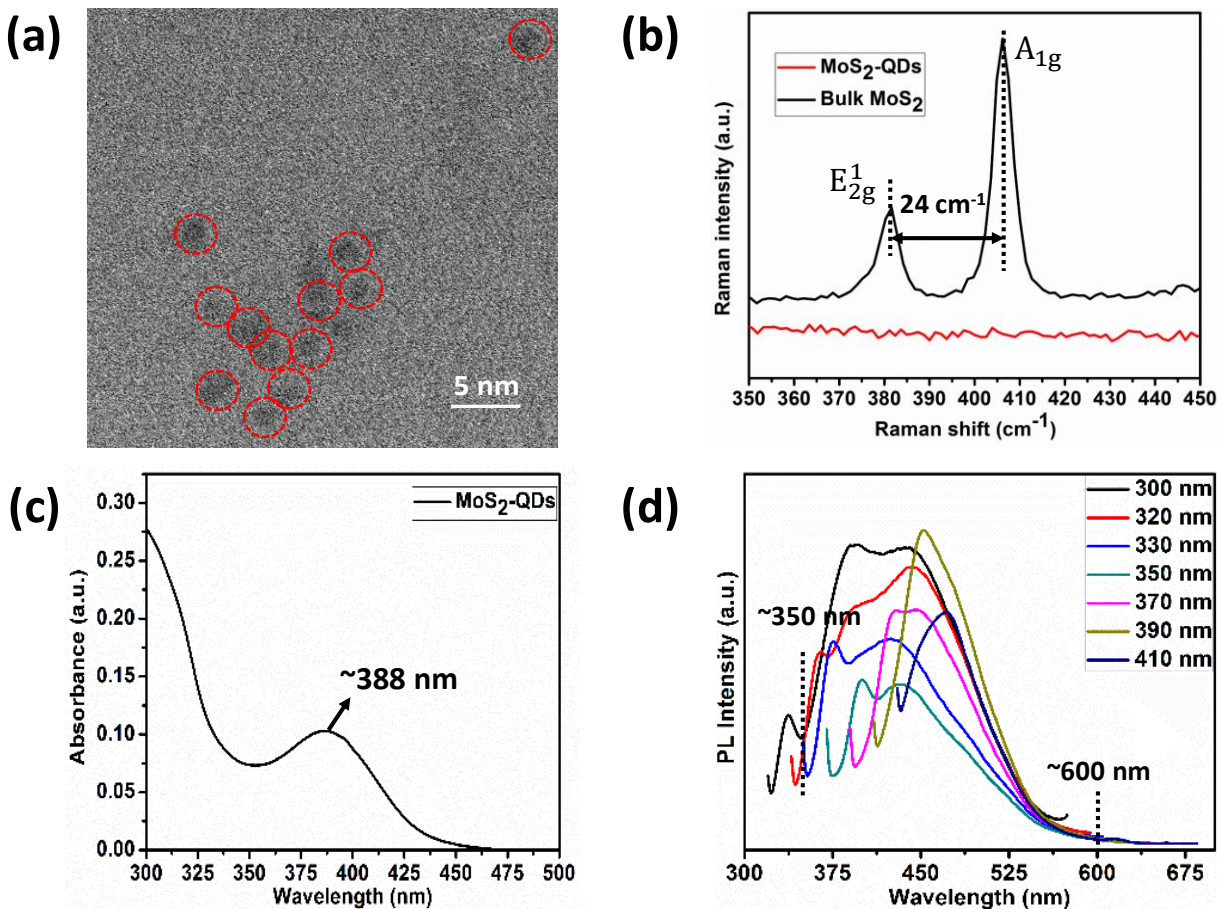 (a)
5 nm
(b)
MoS₂-QDs
Bulk MoS₂
A₁g
E¹₂g
24 cm⁻¹
Raman intensity (a.u.)
350 360 370 380 390 400 410 420 430 440 450
Raman shift (cm⁻¹)
(c)
MoS₂-QDs
~388 nm
Absorbance (a.u.)
0.30
0.25
0.20
0.15
0.10
0.05
0.00
300 325 350 375 400 425 450 475 500
Wavelength (nm)
(d)
300 nm
320 nm
330 nm
350 nm
370 nm
390 nm
410 nm
~350 nm
~600 nm
PL Intensity (a.u.)
300 375 450 525 600 675
Wavelength (nm)